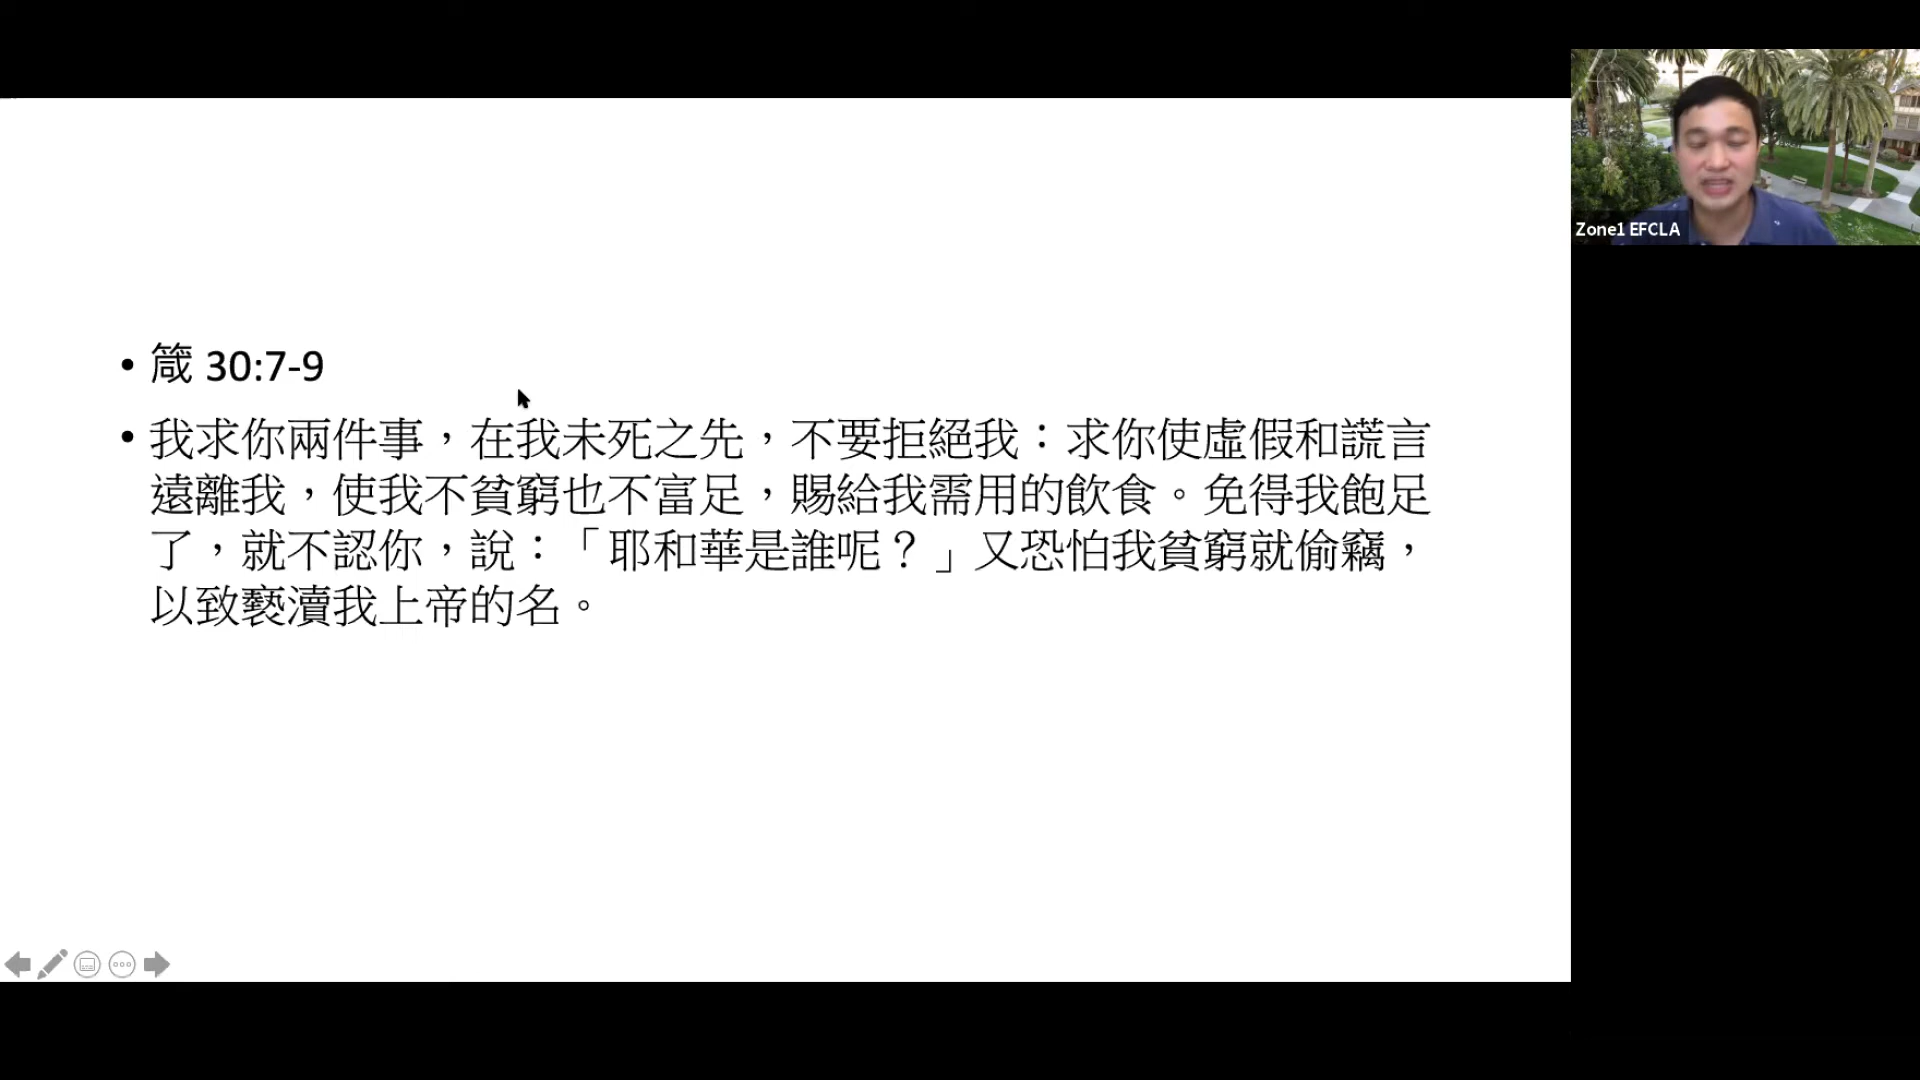 • 箴 30:7-9
• 我求你兩件事，在我未死之先，不要拒絕我：求你使虛假和謊言
遠離我，使我不貧窮也不富足，賜給我需用的飲食。免得我飽足
了，就不認你，說：「耶和華是誰呢？」又恐怕我貧窮就偷竊，
以致褻瀆我上帝的名。
Zone1 EFCLA